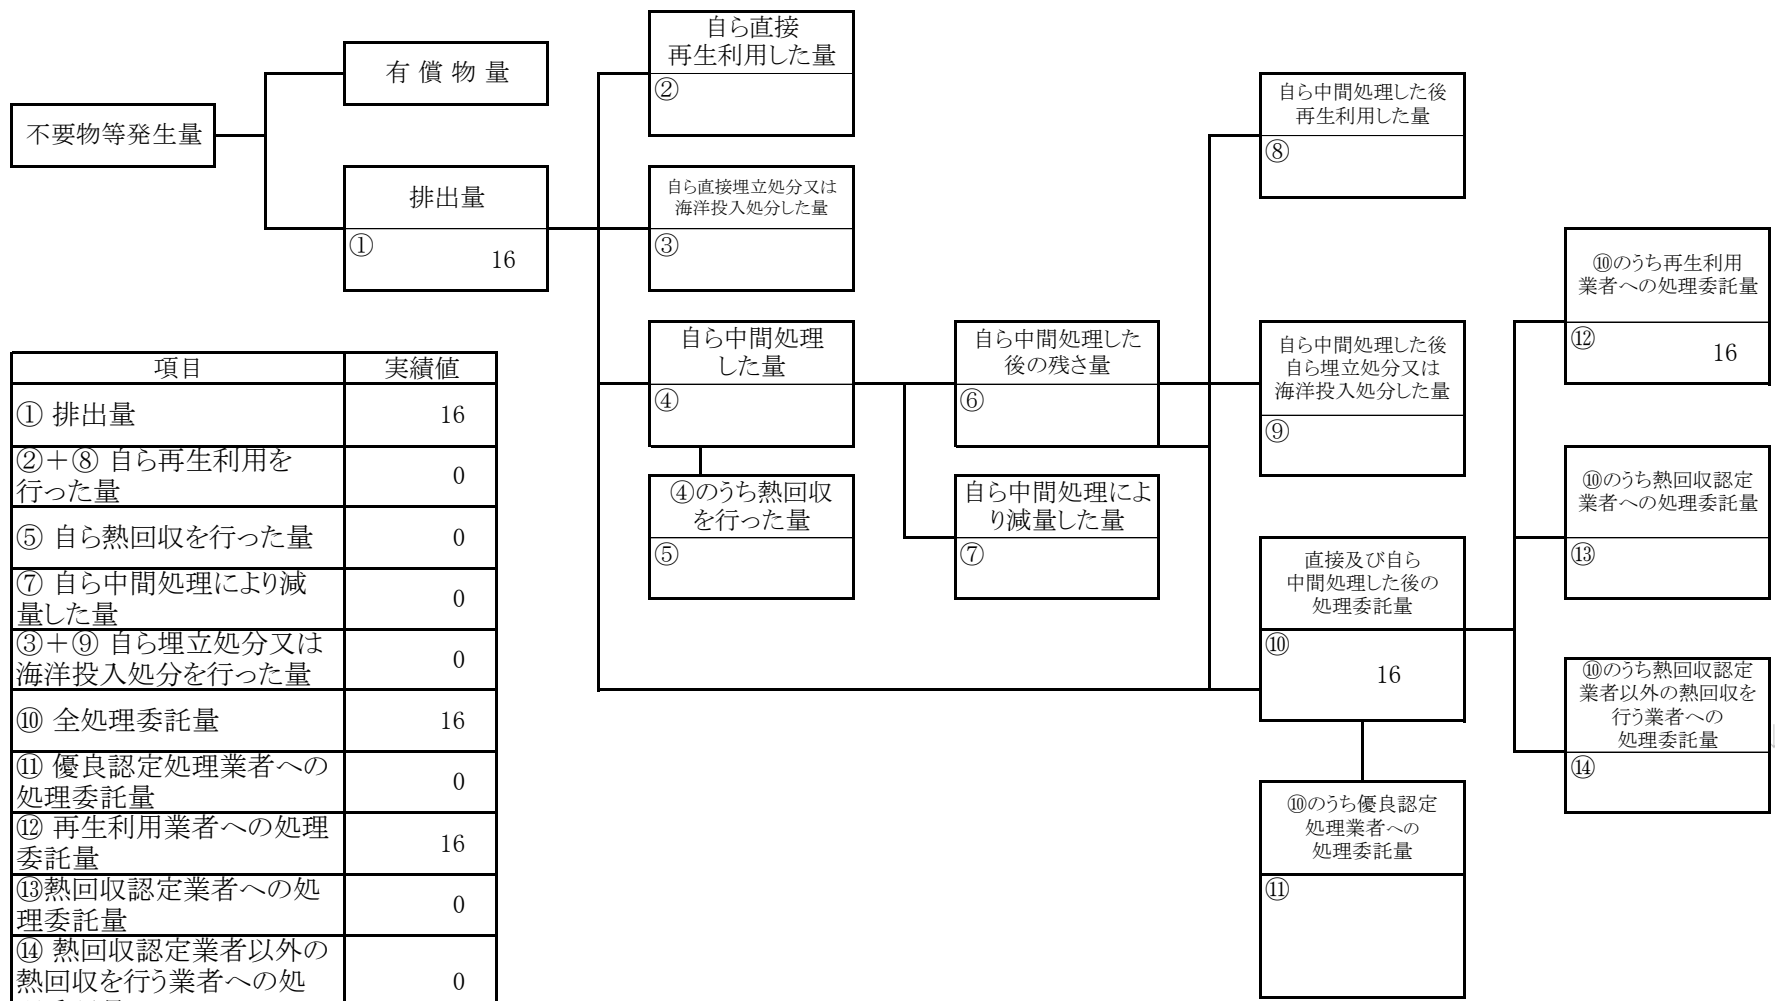 不要物等発生量
有償物量
排出量
①
16
自ら直接
再生利用した量
②
自ら直接埋立処分又は
海洋投入処分した量
③
自ら中間処理
した量
④
④のうち熱回収
を行った量
⑤
自ら中間処理した
後の残さ量
⑥
自ら中間処理によ
り減量した量
⑦
自ら中間処理した後
再生利用した量
⑧
自ら中間処理した後
自ら埋立処分又は
海洋投入処分した量
⑨
直接及び自ら
中間処理した後の
処理委託量
⑩
16
⑩のうち優良認定
処理業者への
処理委託量
⑪
⑩のうち再生利用
業者への処理委託量
⑫
16
⑩のうち熱回収認定
業者への処理委託量
⑬
⑩のうち熱回収認定
業者以外の熱回収を
行う業者への
処理委託量
⑭
項目 実績値
① 排出量 16
②+⑧ 自ら再生利用を
行った量 0
⑤ 自ら熱回収を行った量 0
⑦ 自ら中間処理により減
量した量 0
③+⑨ 自ら埋立処分又は
海洋投入処分を行った量 0
⑩ 全処理委託量 16
⑪ 優良認定処理業者への
処理委託量 0
⑫ 再生利用業者への処理
委託量 16
⑬熱回収認定業者への処
理委託量 0
⑭ 熱回収認定業者以外の
熱回収を行う業者への処 0